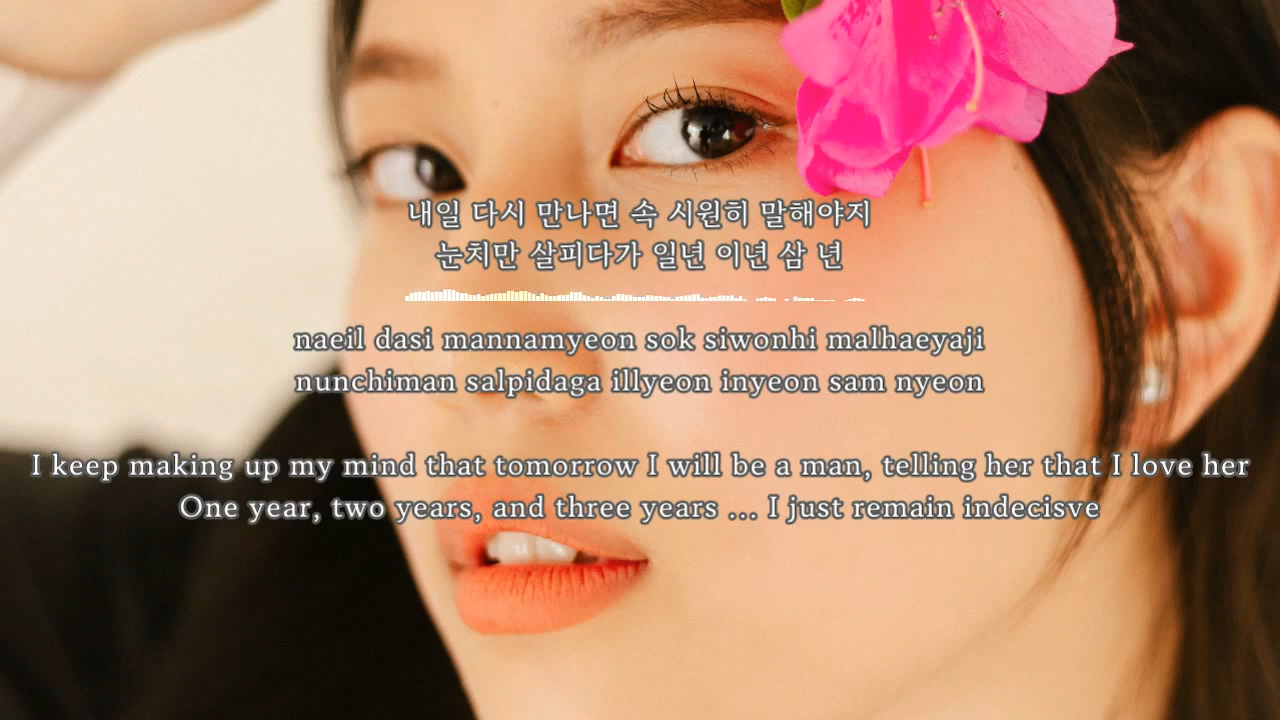 내일 다시 만나면 속 시원히 말해야지
눈치만 살피다가 일년 이년 삼 년
naeil dasi mannamyeon sok siwonhi malhaeyaji
nunchiman salpidaga illyeon inyeon sam nyeon
I keep making up my mind that tomorrow I will be a man, telling her that I love her
One year, two years, and three years ... I just remain indecisve